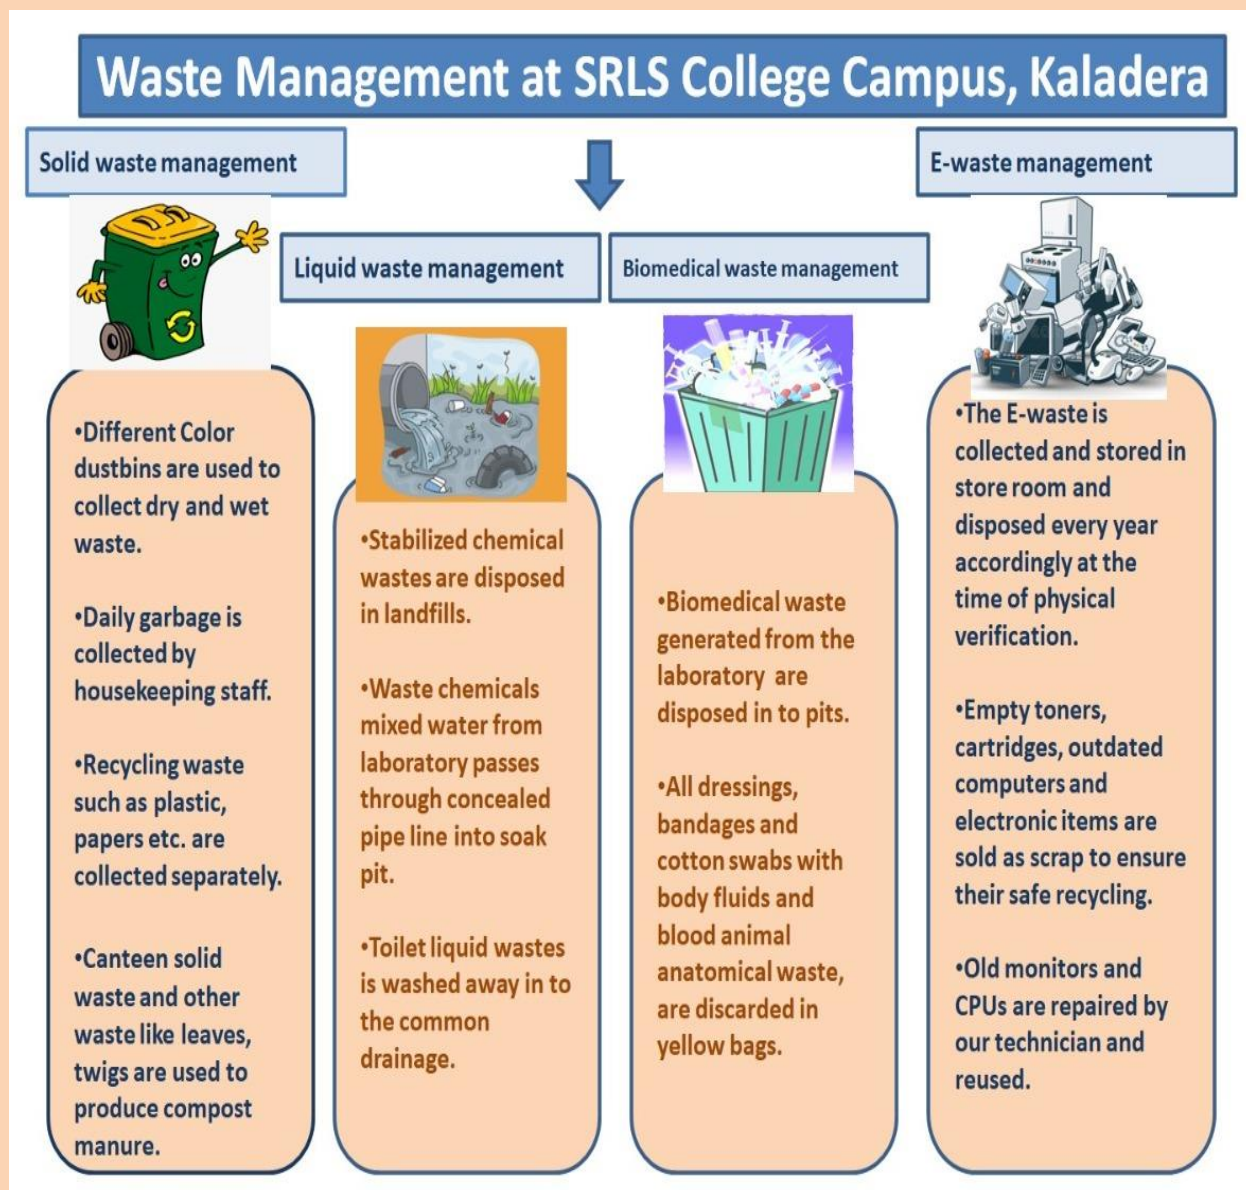 Waste Management at SRLS College Campus, Kaladera
Solid waste management
•Different Color
dustbins are used to
collect dry and wet
waste.
•Daily garbage is
collected by
housekeeping staff.
•Recycling waste
such as plastic,
papers etc. are
collected separately.
•Canteen solid
waste and other
waste like leaves,
twigs are used to
produce compost
manure.
Liquid waste management
•Stabilized chemical
wastes are disposed
in landfills.
•Waste chemicals
mixed water from
laboratory passes
through concealed
pipe line into soak
pit.
•Toilet liquid wastes
is washed away in to
the common
drainage.
Biomedical waste management
•Biomedical waste
generated from the
laboratory are
disposed in to pits.
•All dressings,
bandages and
cotton swabs with
body fluids and
blood animal
anatomical waste,
are discarded in
yellow bags.
E-waste management
•The E-waste is
collected and stored in
store room and
disposed every year
accordingly at the
time of physical
verification.
•Empty toners,
cartridges, outdated
computers and
electronic items are
sold as scrap to ensure
their safe recycling.
•Old monitors and
CPUs are repaired by
our technician and
reused.